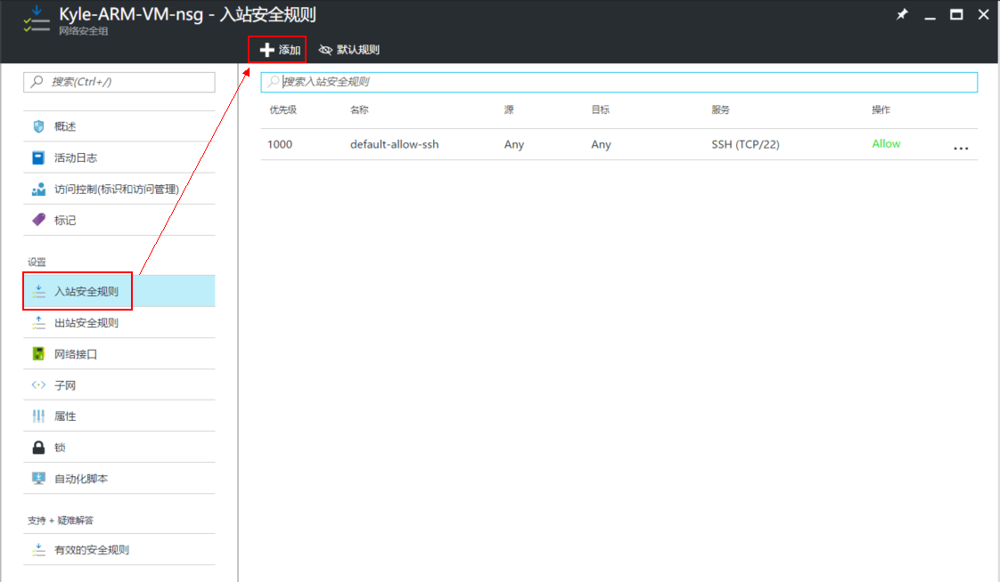 Kyle-ARM-VM-nsg - 入站安全规则
网络安全组
添加 默认规则
搜索(Ctrl+/)
概述
活动日志
访问控制(标识和访问管理)
标记
设置
入站安全规则
出站安全规则
网络接口
子网
属性
锁
自动化脚本
支持 + 疑难解答
有效的安全规则
搜索入站安全规则
优先级 名称 源 目标 服务 操作
1000 default-allow-ssh Any Any SSH (TCP/22) Allow ...